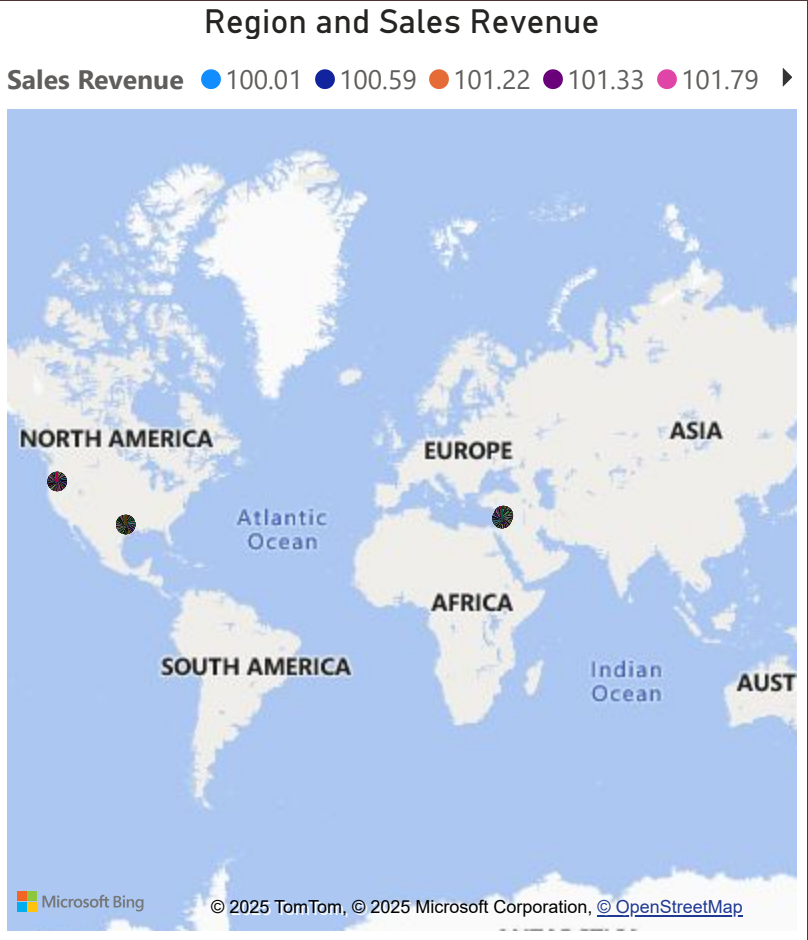 Region and Sales Revenue
Sales Revenue 100.01 100.59 101.22 101.33 101.79
NORTH AMERICA
EUROPE
ASIA
Atlantic
Ocean
AFRICA
SOUTH AMERICA
Indian
Ocean
AUST
Microsoft Bing
© 2025 TomTom, © 2025 Microsoft Corporation, © OpenStreetMap